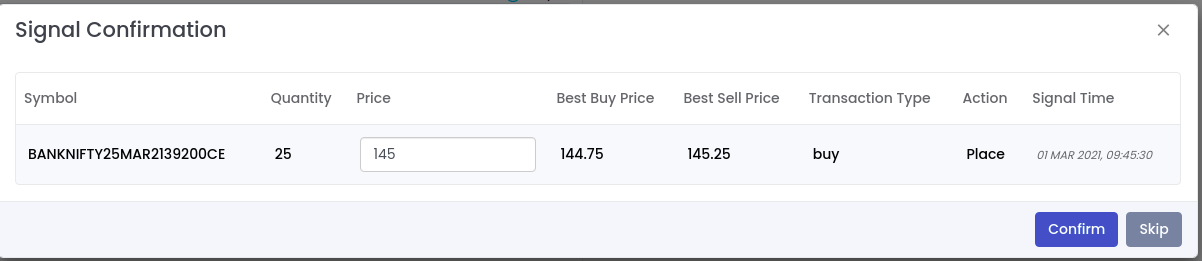 Signal Confirmation
Symbol Quantity Price Best Buy Price Best Sell Price Transaction Type Action Signal Time
BANKNIFTY25MAR2139200CE 25 145 144.75 145.25 buy Place 01 MAR 2021, 09:45:30
Confirm Skip